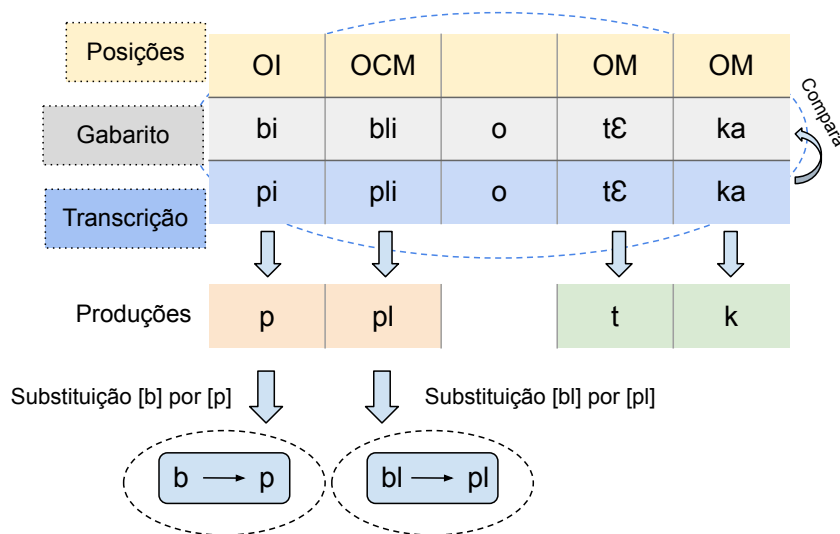 Posições OI OCM OM OM
Gabarito bi bli o tƐ ka
Transcrição pi pli o tƐ ka
Compara
Produções p pl t k
Substituição [b] por [p] Substituição [bl] por [pl]
b → p bl → pl